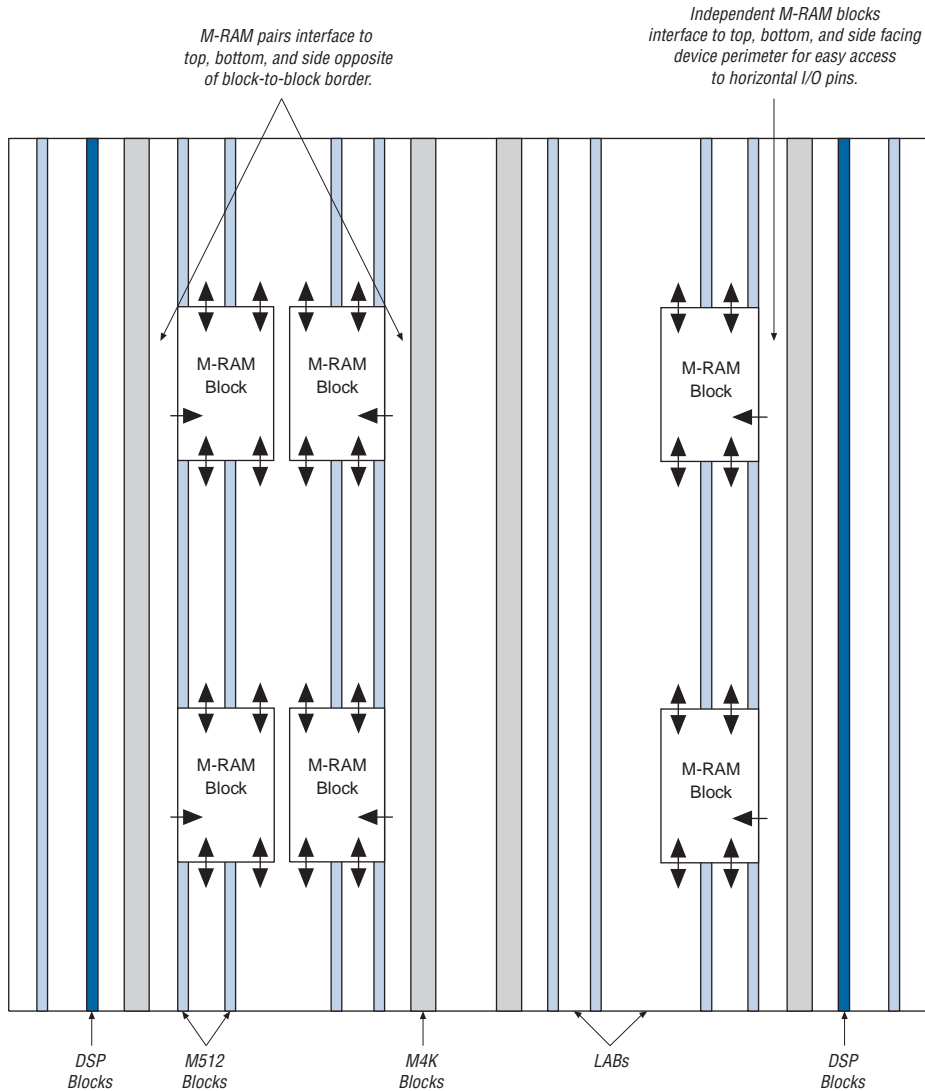 M-RAM pairs interface to
top, bottom, and side opposite
of block-to-block border.
Independent M-RAM blocks
interface to top, bottom, and side facing
device perimeter for easy access
to horizontal I/O pins.
M-RAM
Block
M-RAM
Block
M-RAM
Block
M-RAM
Block
M-RAM
Block
M-RAM
Block
DSP
Blocks
M512
Blocks
M4K
Blocks
LABs
DSP
Blocks